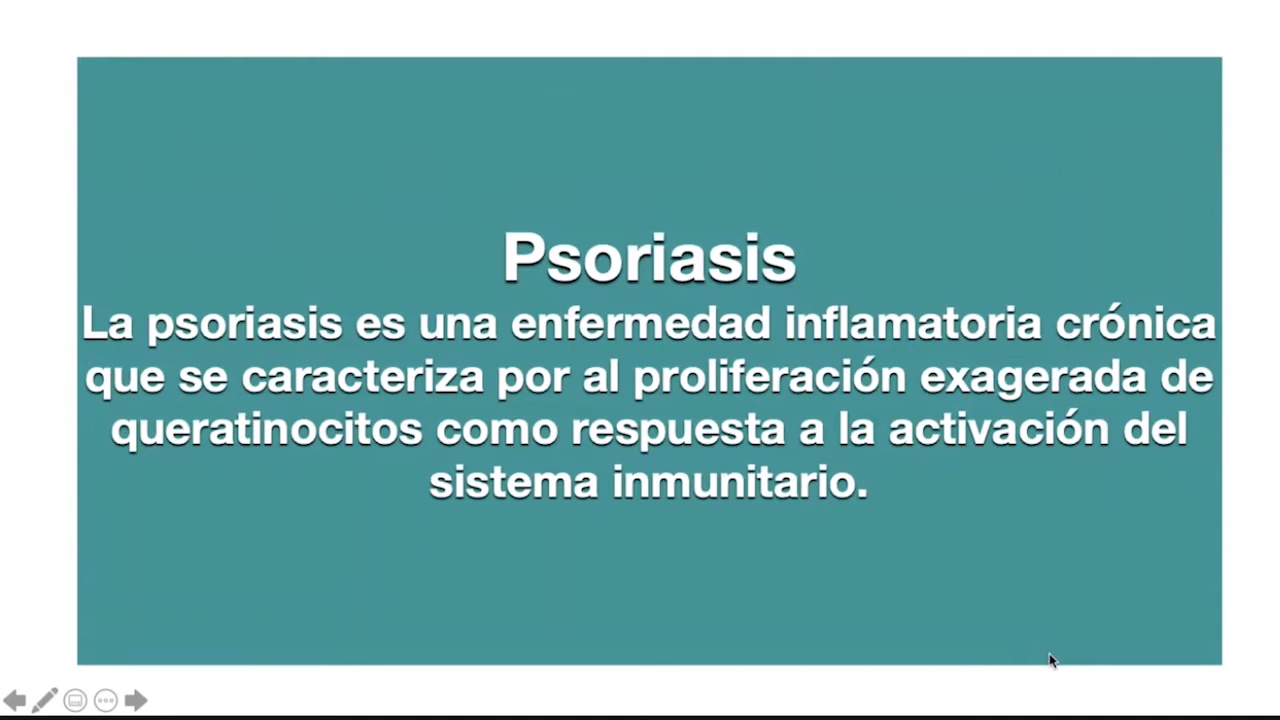 Psoriasis
La psoriasis es una enfermedad inflamatoria crónica
que se caracteriza por al proliferación exagerada de
queratinocitos como respuesta a la activación del
sistema inmunitario.